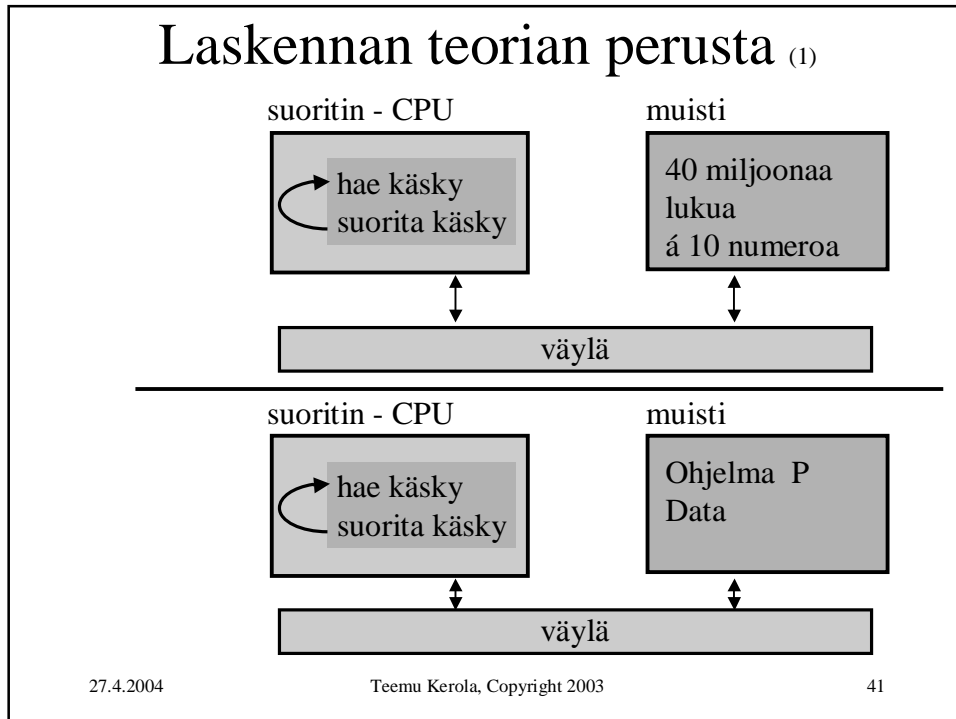 Laskennan teorian perusta (1)
suoritin - CPU
muisti
hae käsky
suorita käsky
40 miljoonaa
lukua
á 10 numeroa
väylä
suoritin - CPU
muisti
hae käsky
suorita käsky
Ohjelma P
Data
väylä
27.4.2004
Teemu Kerola, Copyright 2003
41